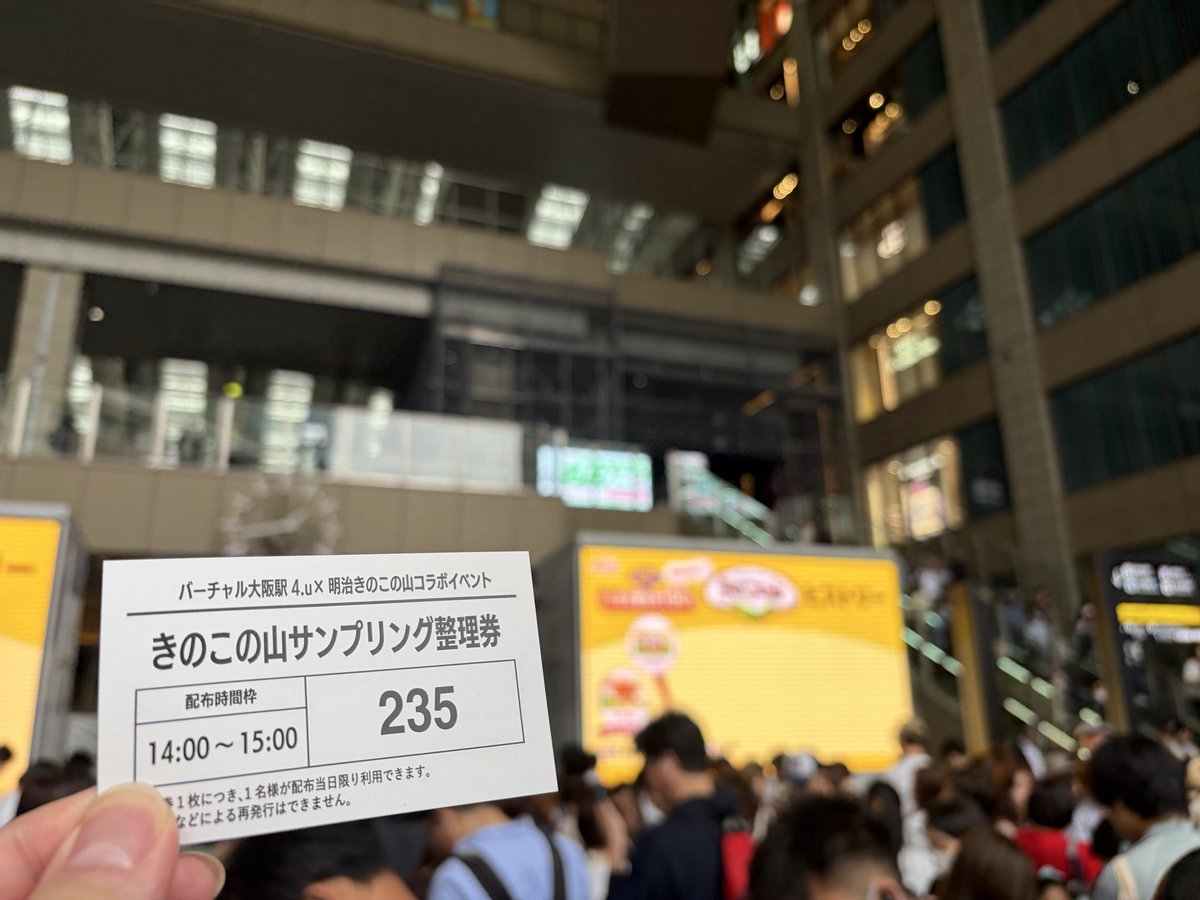 バーチャル大阪駅 4.u× 明治きのこの山コラボイベント
きのこの山サンプリング整理券
配布時間枠
14:00～15:00
235
1枚につき、1名様が配布当日限り利用できます。
などによる再発行はできません。